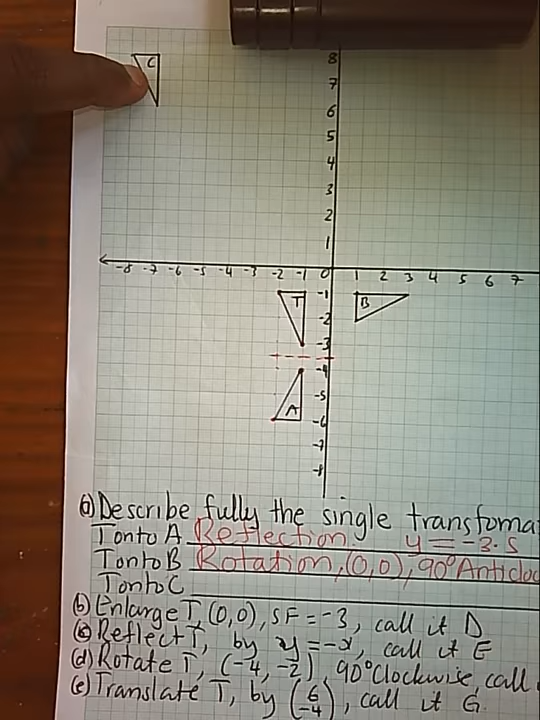 C
8
7
6
5
4
3
2
1
-8 -7 -6 -5 -4 -3 -2 -1 0 1 2 3 4 5 6 7
T
B
-1
-2
-3
-4
A
-5
-6
-7
-8
(a) Describe fully the single transfoma
T onto A Reflection y = -3.5
T onto B Rotation, (0,0), 90° Anticloc
T onto C
(b) Enlarge T, (0,0), SF = -3, call it D
(c) Reflect T, by y = -x, call it E
(d) Rotate T, (-4, -2), 90° Clockwise, call
(e) Translate T, by (6 -4), call it G.